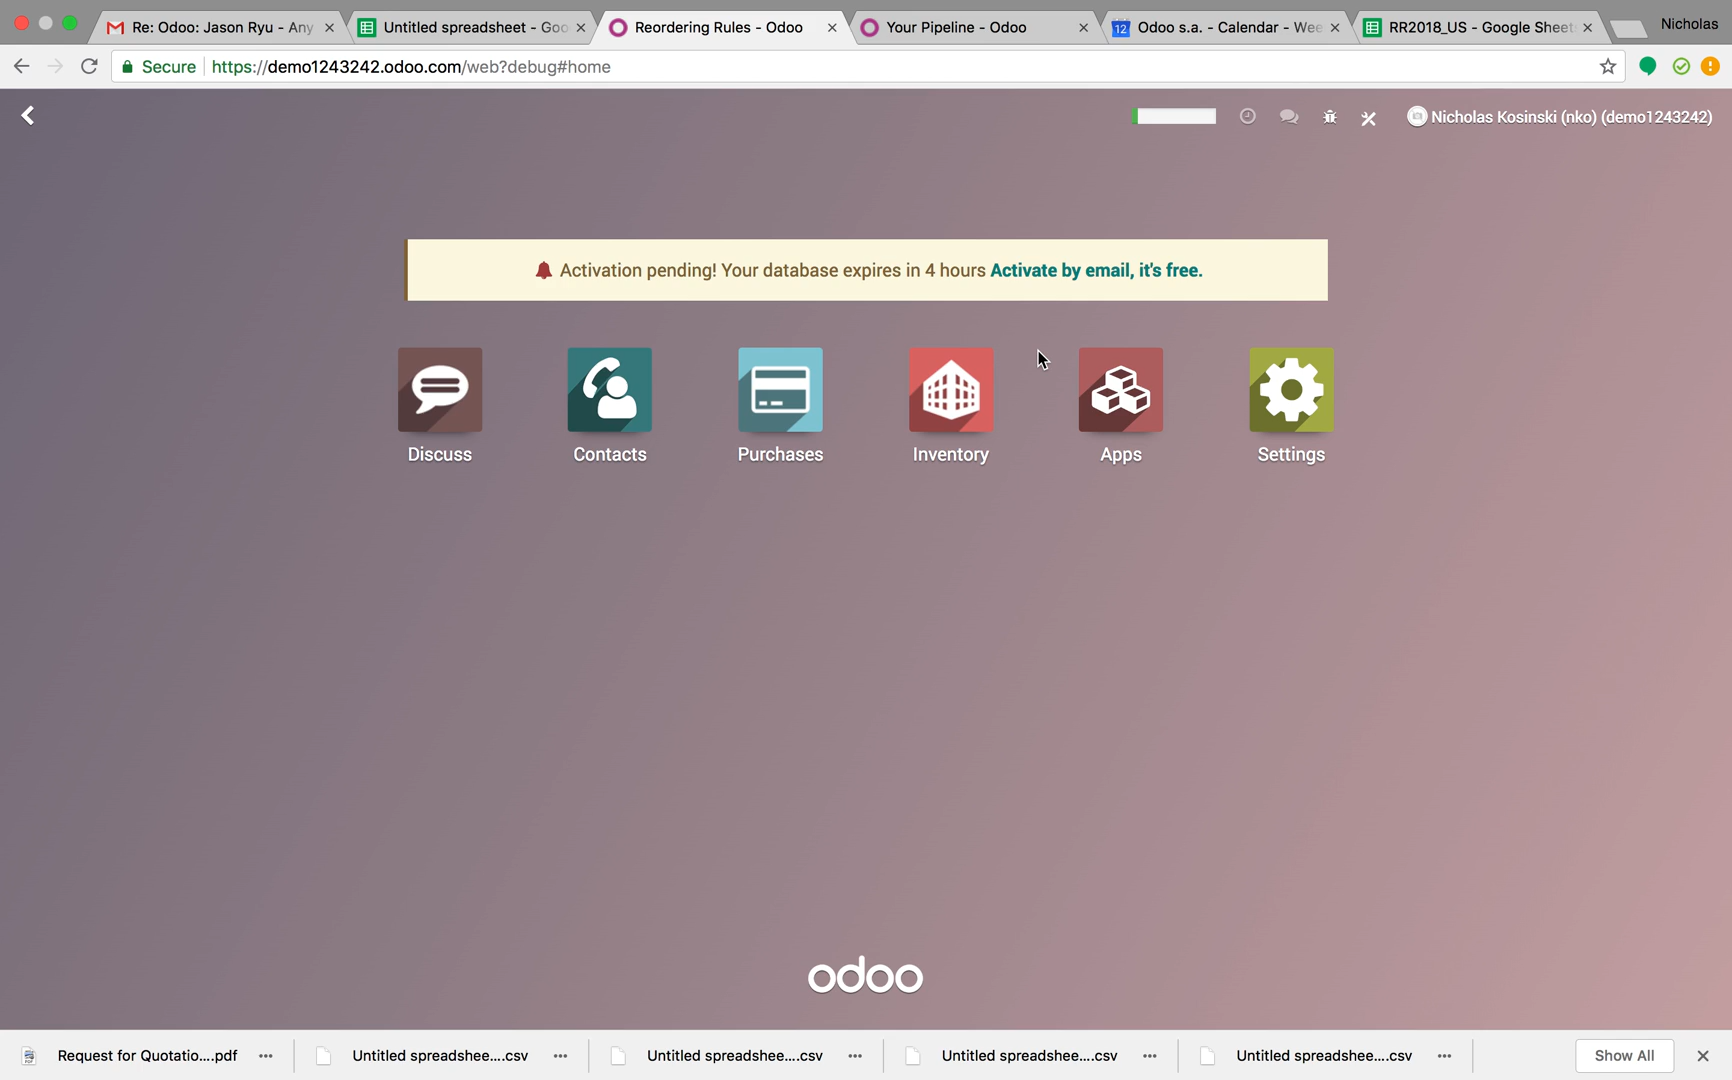 Re: Odoo: Jason Ryu - Any
Untitled spreadsheet - Goo
Reordering Rules - Odoo
Your Pipeline - Odoo
12
Odoo s.a. - Calendar - Wee
RR2018_US - Google Sheets
Nicholas
Secure
https://demo1243242.odoo.com/web?debug#home
Nicholas Kosinski (nko) (demo1243242)
Activation pending! Your database expires in 4 hours Activate by email, it's free.
Discuss
Contacts
Purchases
Inventory
Apps
Settings
odoo
Request for Quotatio....pdf
Untitled spreadshee....csv
Untitled spreadshee....csv
Untitled spreadshee....csv
Untitled spreadshee....csv
Show All